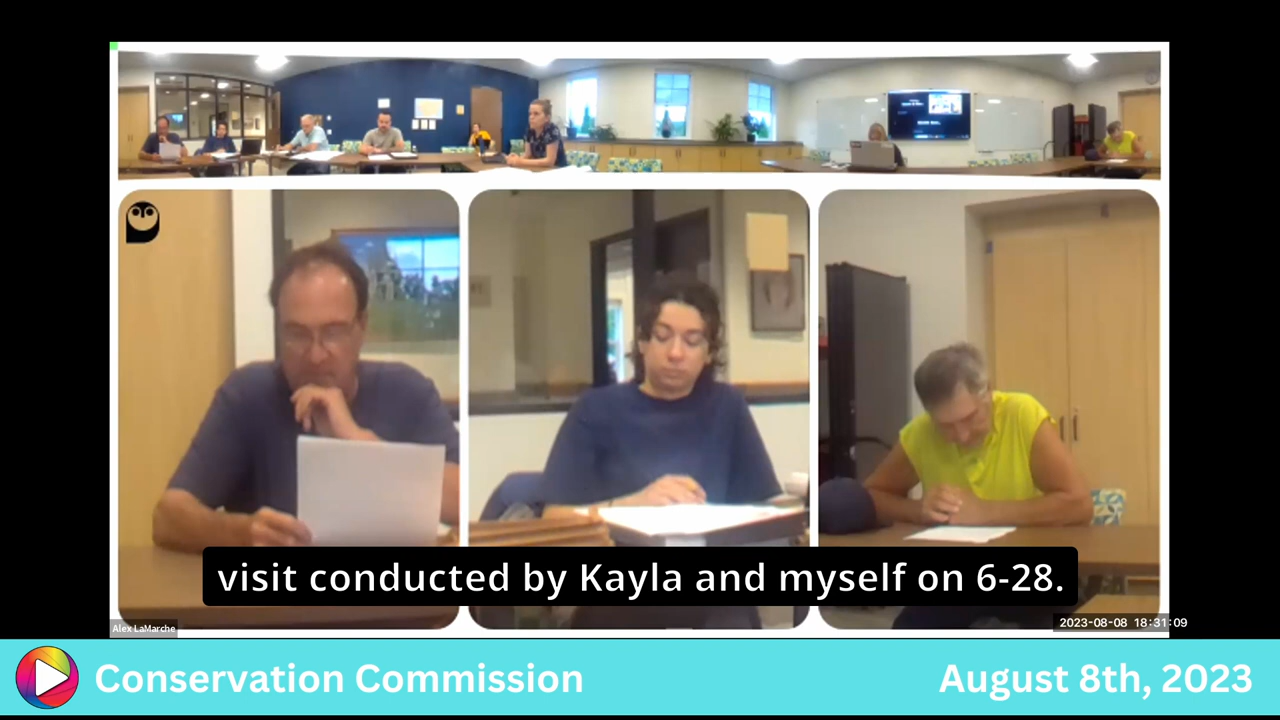 visit conducted by Kayla and myself on 6-28.
Alex LaMarche
2023-08-08 18:31:09
Conservation Commission
August 8th, 2023